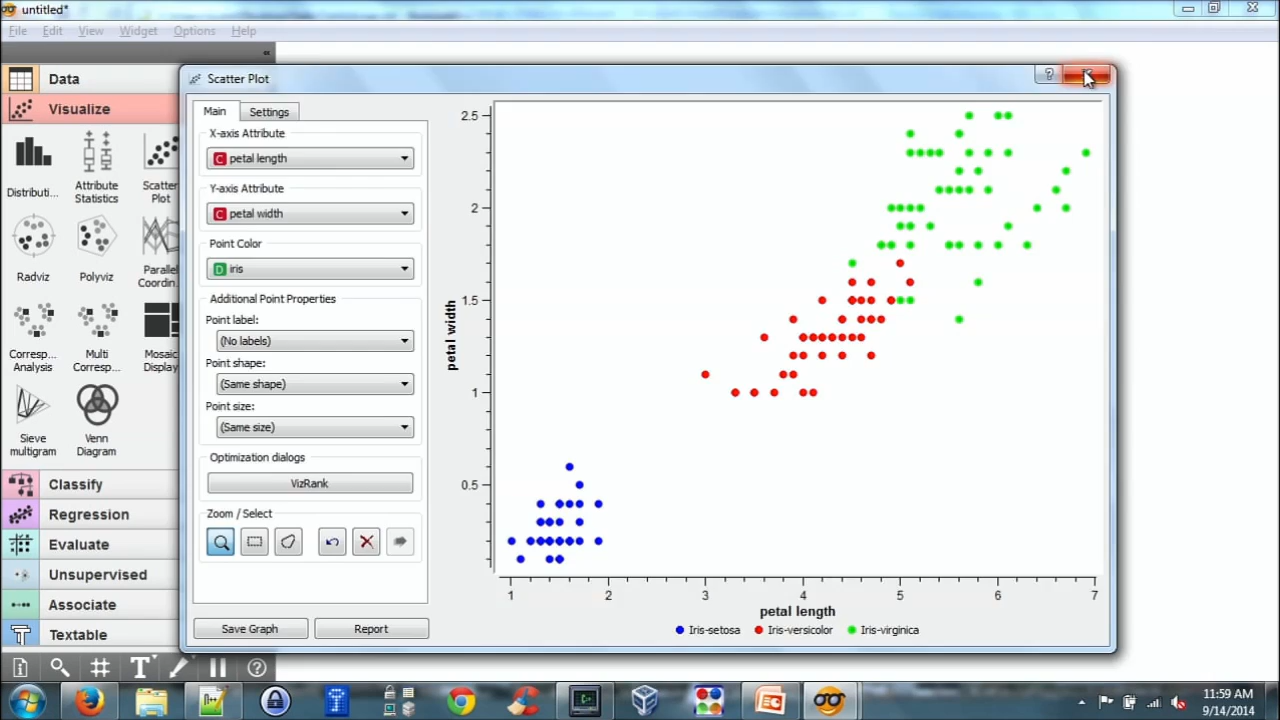 untitled*
File Edit View Widget Options Help
Data
Visualize
Distributi...
Attribute
Statistics
Scatter
Plot
Radviz
Polyviz
Parallel
Coordin...
Corresp...
Analysis
Multi
Corresp...
Mosaic
Display
Sieve
multigram
Venn
Diagram
Classify
Regression
Evaluate
Unsupervised
Associate
Textable
Scatter Plot
Main Settings
X-axis Attribute
C petal length
Y-axis Attribute
C petal width
Point Color
D iris
Additional Point Properties
Point label:
(No labels)
Point shape:
(Same shape)
Point size:
(Same size)
Optimization dialogs
VizRank
Zoom / Select
Save Graph Report
petal width
2.5
2
1.5
1
0.5
1 2 3 4 5 6 7
petal length
Iris-setosa Iris-versicolor Iris-virginica
11:59 AM
9/14/2014